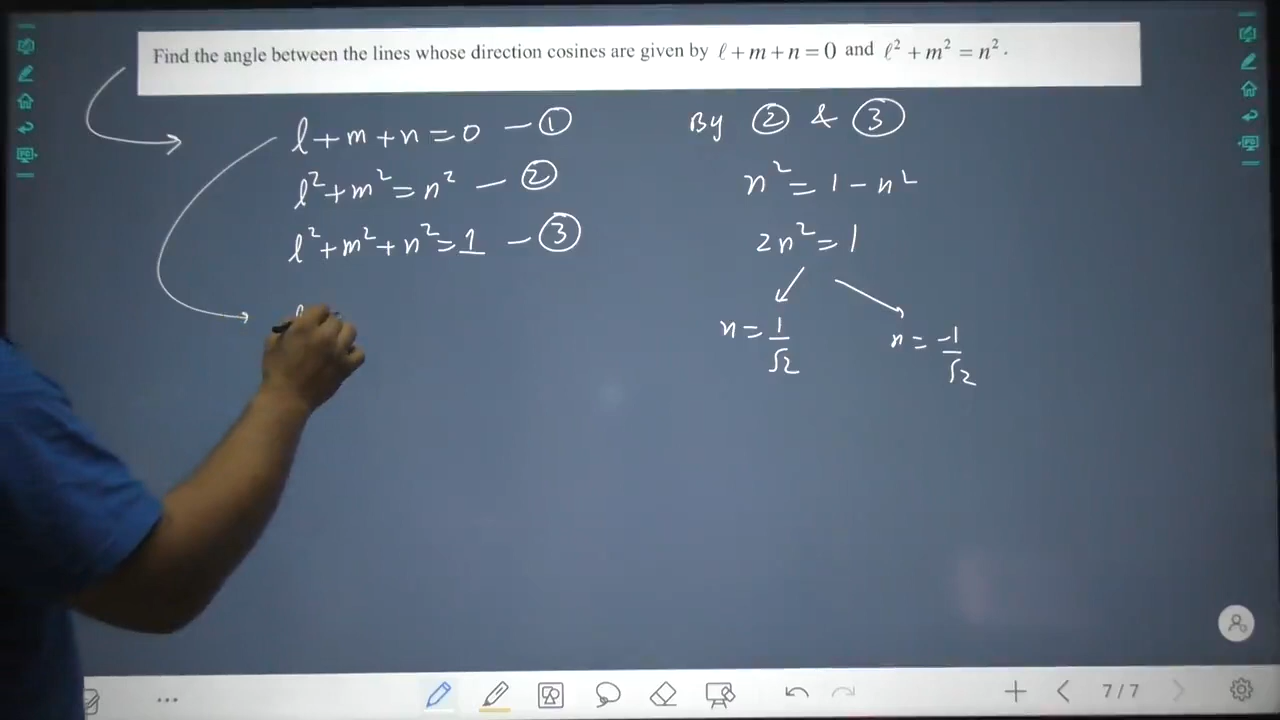 Find the angle between the lines whose direction cosines are given by ℓ + m + n = 0 and ℓ² + m² = n².
l + m + n = 0 — ①
l² + m² = n² — ②
l² + m² + n² = 1 — ③
By ② & ③
n² = 1 − n²
2n² = 1
n = 1/√2
n = −1/√2
7/7